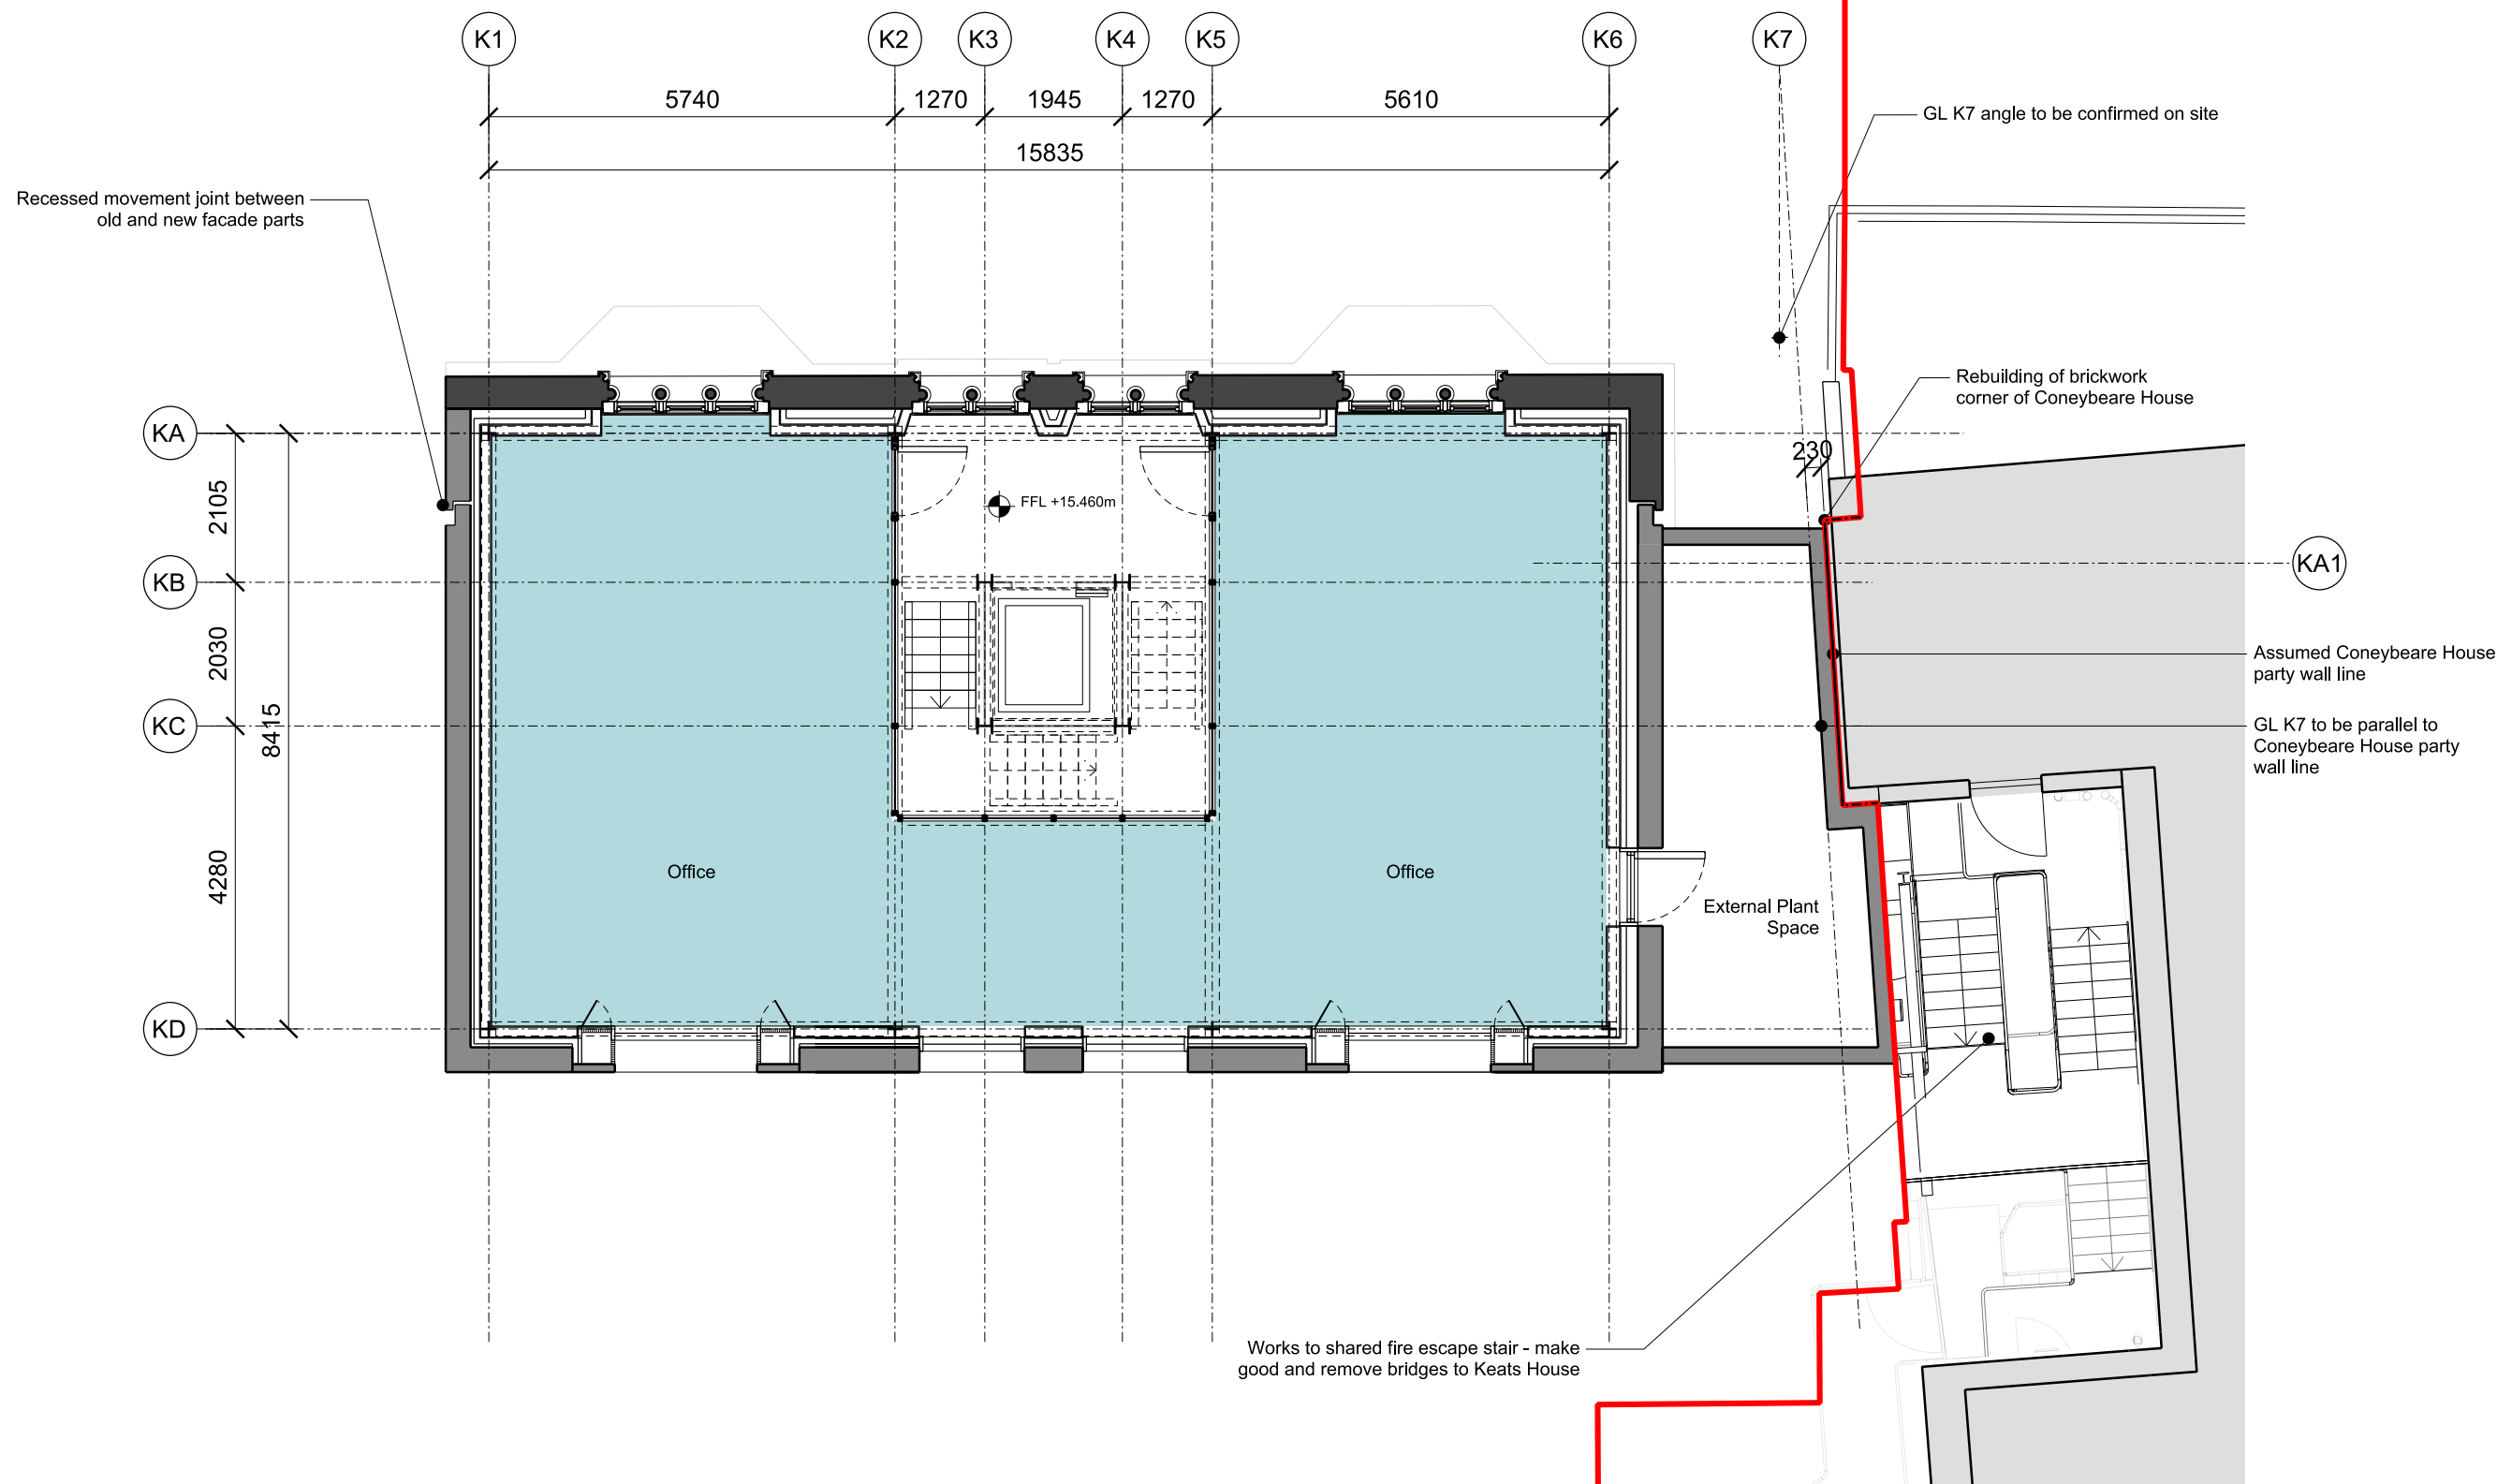 K1
K2
K3
K4
K5
K6
K7
5740
1270
1945
1270
5610
15835
GL K7 angle to be confirmed on site
Recessed movement joint between
old and new facade parts
Rebuilding of brickwork
corner of Coneybeare House
KA
230
2105
FFL +15.460m
KB
KA1
2030
Assumed Coneybeare House
party wall line
KC
8415
GL K7 to be parallel to
Coneybeare House party
wall line
4280
Office
Office
External Plant
Space
KD
Works to shared fire escape stair - make
good and remove bridges to Keats House